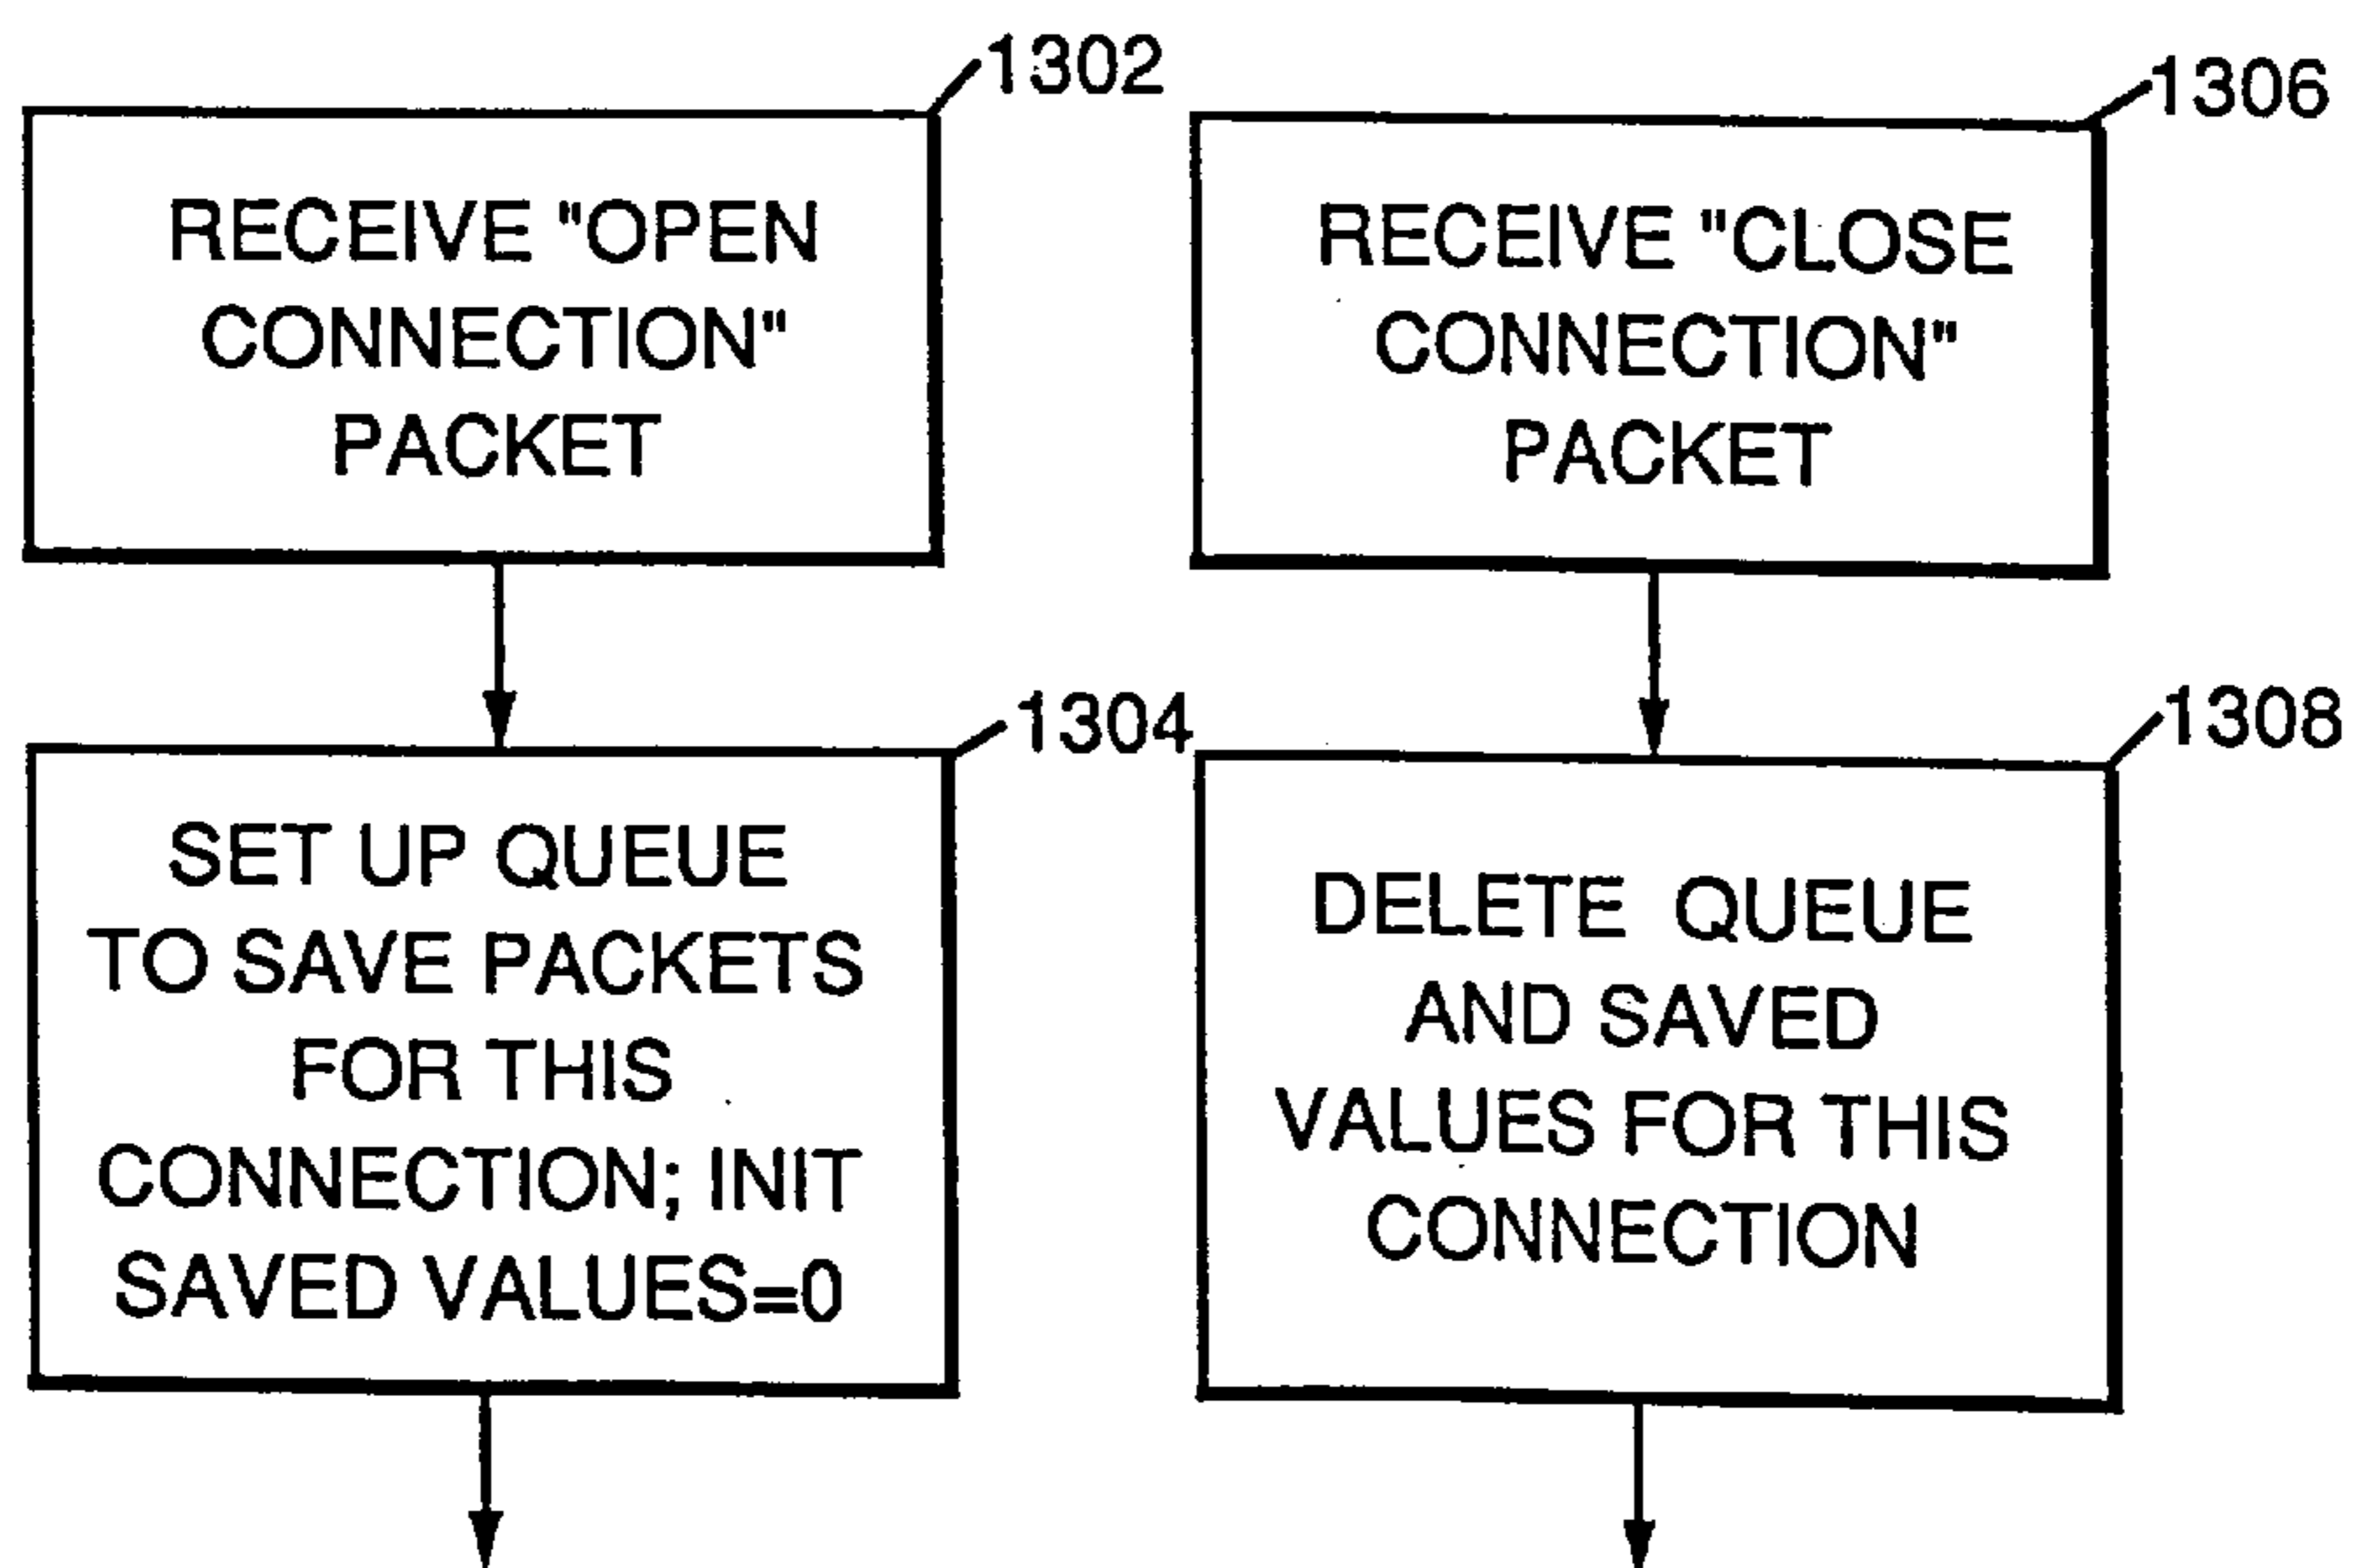 1302
RECEIVE "OPEN
CONNECTION"
PACKET
1304
SET UP QUEUE
TO SAVE PACKETS
FOR THIS
CONNECTION; INIT
SAVED VALUES=0
1306
RECEIVE "CLOSE
CONNECTION"
PACKET
1308
DELETE QUEUE
AND SAVED
VALUES FOR THIS
CONNECTION